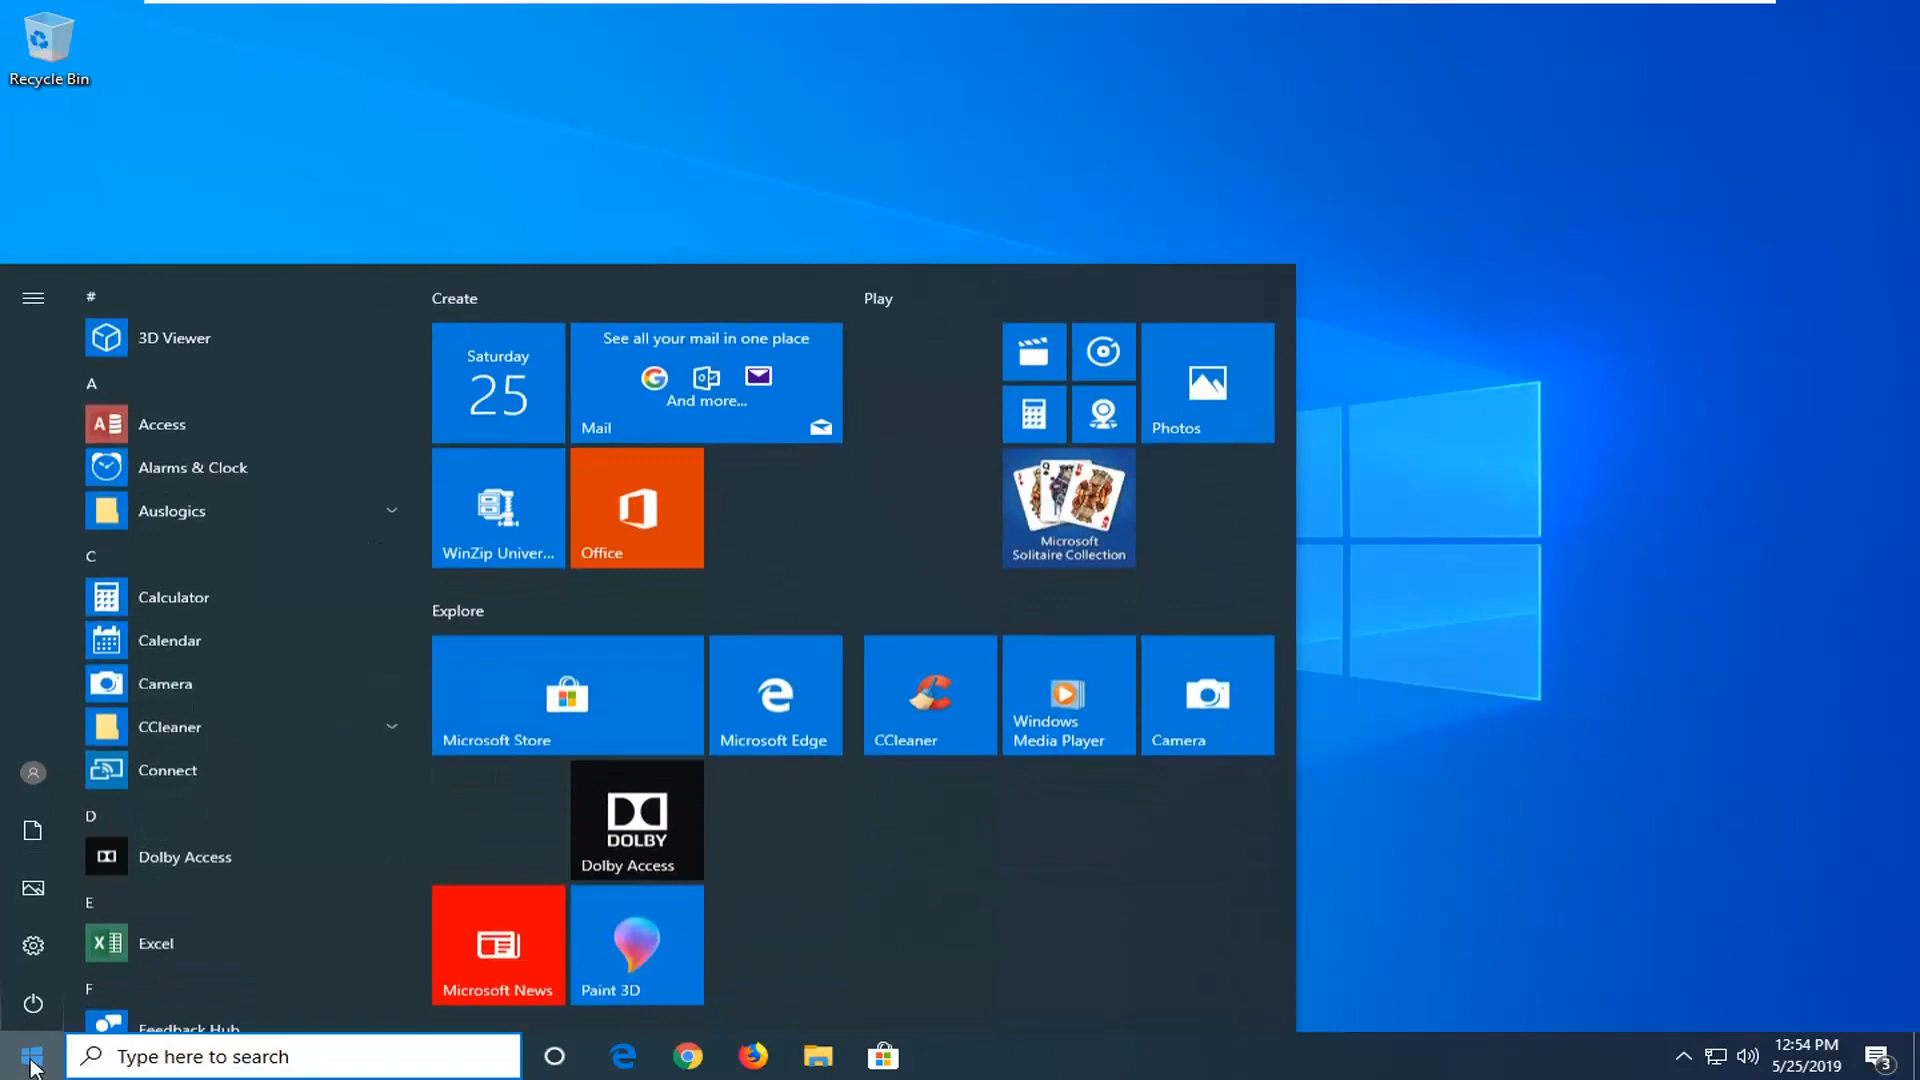 Recycle Bin
#
3D Viewer
A
Access
Alarms & Clock
Auslogics
C
Calculator
Calendar
Camera
CCleaner
Connect
D
Dolby Access
E
Excel
F
Feedback Hub
Create
Saturday
25
See all your mail in one place
And more...
Mail
WinZip Univer...
Office
Explore
Microsoft Store
Microsoft Edge
DOLBY
Dolby Access
Microsoft News
Paint 3D
Play
Photos
Microsoft
Solitaire Collection
CCleaner
Windows
Media Player
Camera
Type here to search
12:54 PM
5/25/2019
3